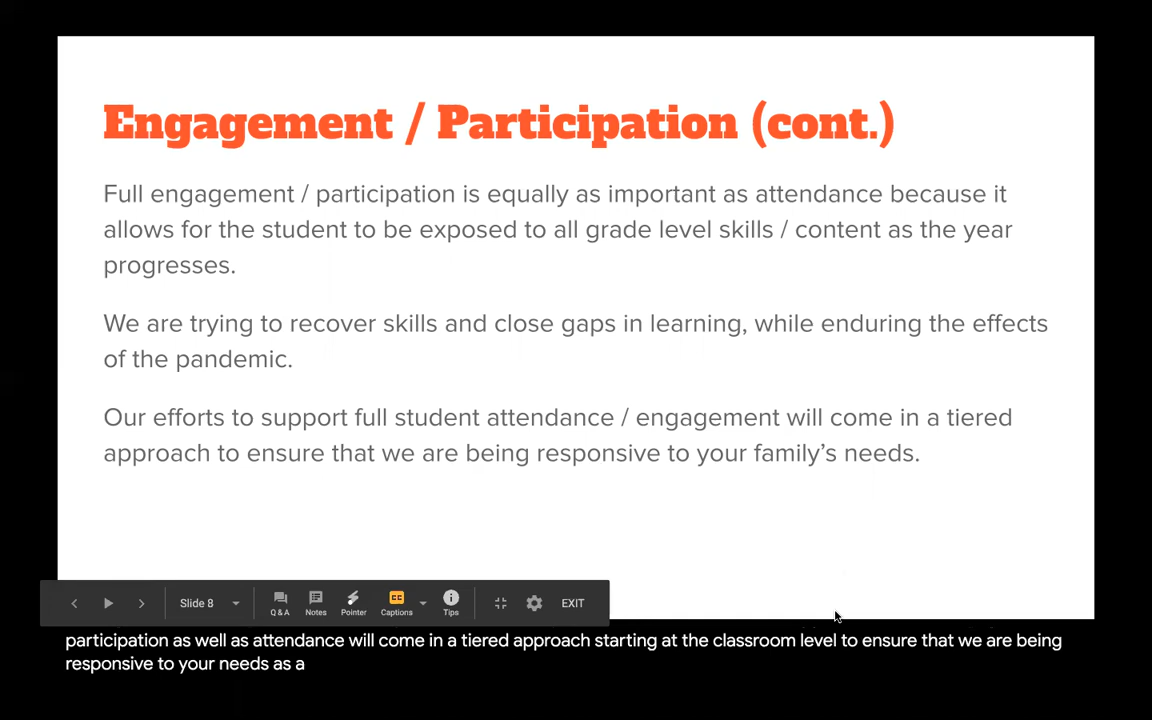 Engagement / Participation (cont.)
Full engagement / participation is equally as important as attendance because it
allows for the student to be exposed to all grade level skills / content as the year
progresses.
We are trying to recover skills and close gaps in learning, while enduring the effects
of the pandemic.
Our efforts to support full student attendance / engagement will come in a tiered
approach to ensure that we are being responsive to your family's needs.
Slide 8
Q & A
Notes
Pointer
CC
Captions
Tips
EXIT
participation as well as attendance will come in a tiered approach starting at the classroom level to ensure that we are being
responsive to your needs as a